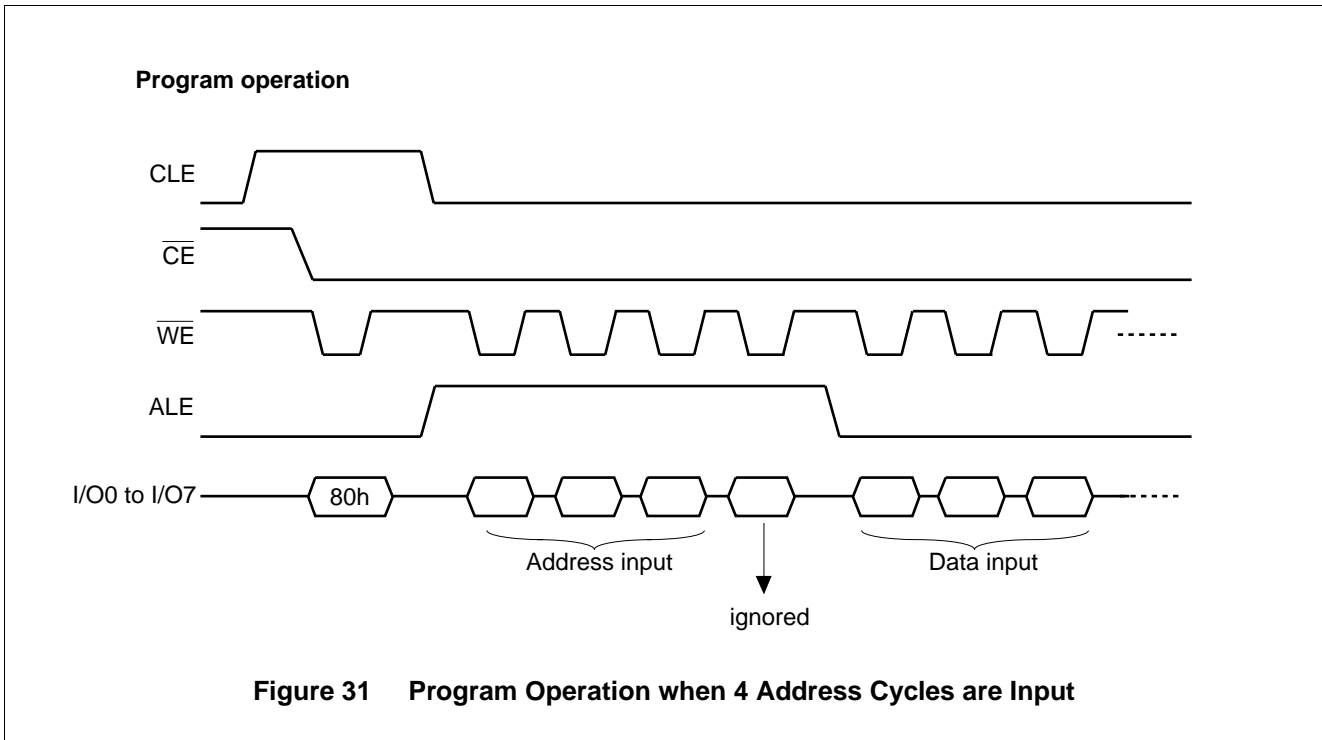 Program operation
CLE
CE
WE
ALE
I/O0 to I/O7
80h
Address input
Data input
ignored
Figure 31 Program Operation when 4 Address Cycles are Input